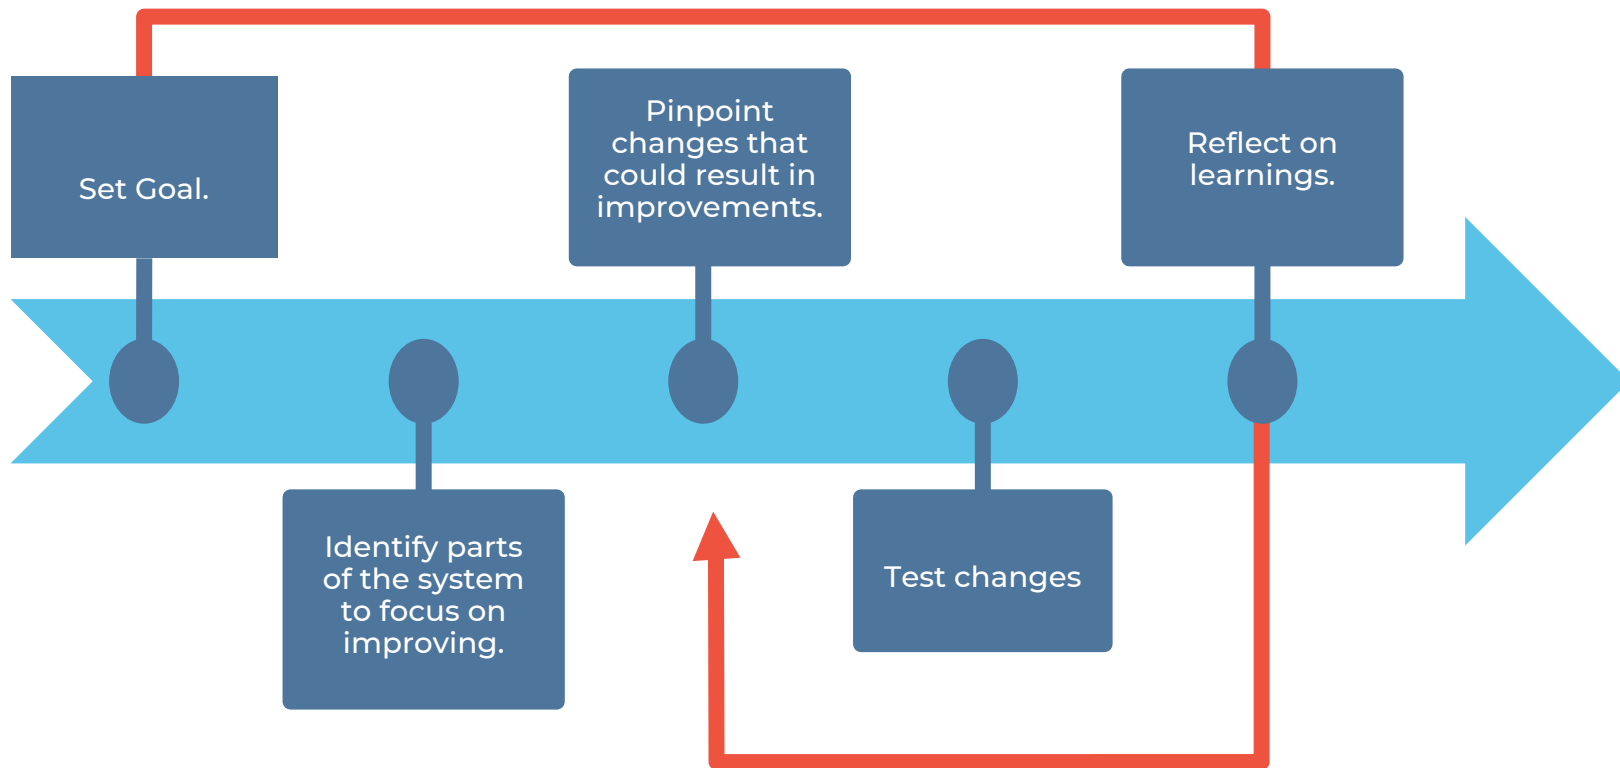 Set Goal.
Identify parts
of the system
to focus on
improving.
Pinpoint
changes that
could result in
improvements.
Test changes
Reflect on
learnings.